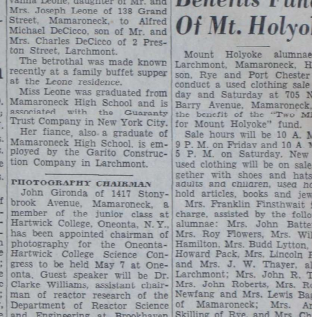 Mrs. Joseph Leone of 138 Grand
Street, Mamaroneck, to Alfred
Michael DeCicco, son of Mr. and
Mrs. Charles DeCicco of 2 Pres-
ton Street, Larchmont.
The betrothal was made known
recently at a family buffet supper
at the Leone residence.
Miss Leone was graduated from
Mamaroneck High School and is
associated with the Guaranty
Trust Company in New York City.
Her fiance, also a graduate of
Mamaroneck High School, is em-
ployed by the Garito Construc-
tion Company in Larchmont.
PHOTOGRAPHY CHAIRMAN
John Gironda of 1417 Stony-
brook Avenue, Mamaroneck, a
member of the junior class at
Hartwick College, Oneonta, N.Y.,
has been appointed chairman of
photography for the Oneonta-
Hartwick College Science Con-
gress to be held May 7 at One-
onta. Guest speaker will be Dr.
Clarke Williams, assistant chair-
man of reactor research of the
Department of Reactor Science
and Engineering at Brookhaven
Of Mt. Holyo
Mount Holyoke alumnae
Larchmont, Mamaroneck, H
son, Rye and Port Chester
conduct a used clothing sale
day and Saturday at 705 N
Barry Avenue, Mamaroneck
the benefit of the "Two Mi
for Mount Holyoke" fund.
Sale hours will be 10 A. M
9 P. M. on Friday and 10 A. M
5 P. M. on Saturday. New
used clothing will be on sale
gether with shoes and hats
adults and children, used ho
hold articles, books and jew
Mrs. Franklin Flinsthwait
charge, assisted by the follo
alumnae: Mrs. John Batte
Mrs. Roy Flowers, Mrs. Wil
Hamilton, Mrs. Budd Lytton,
Howard Pack, Mrs. Lincoln
and Mrs. J. W. Thayer, al
Larchmont; Mrs. John R. T
Mrs. John Roberts, Mrs. Ro
Newfang and Mrs. Lewis Bar
of Mamaroneck; Mrs. A
Skilling of Rye, and Mrs. Ch